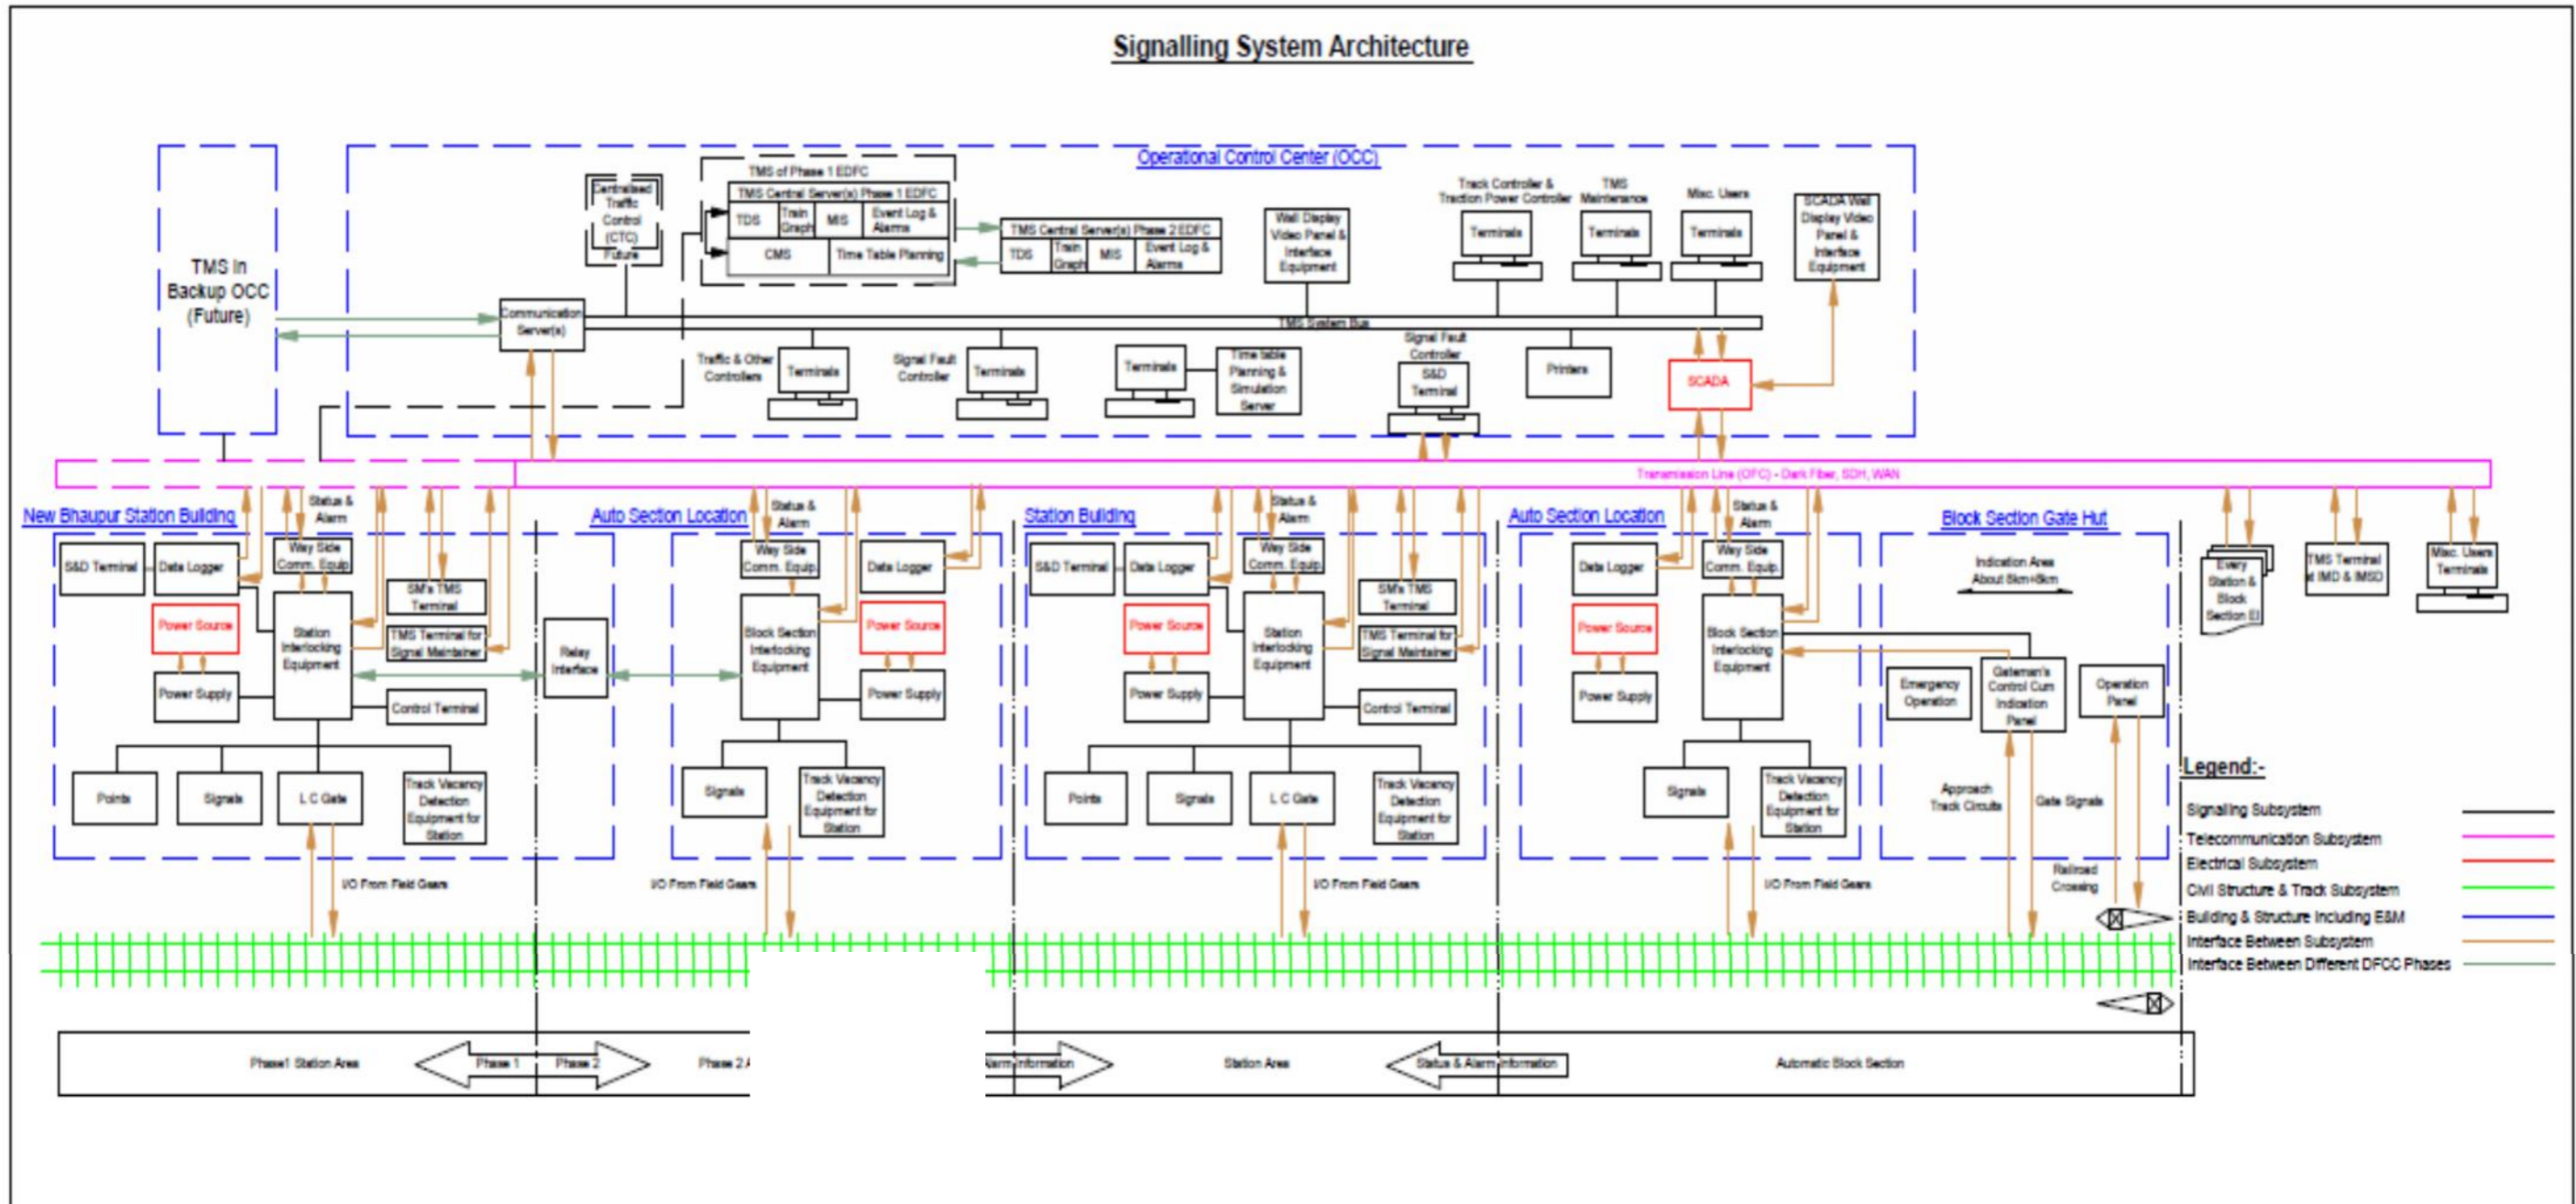 Signalling System Architecture
Operational Control Center (OCC)
TMS In
Backup OCC
(Future)
Centralised
Traffic
Control
(CTC)
Future
TMS of Phase 1 EDFC
TMS Central Server(s) Phase 1 EDFC
TDS
Train
Graph
MIS
Event Log &
Alarms
CMS
Time Table Planning
TMS Central Server(s) Phase 2 EDFC
TDS
Train
Graph
MIS
Event Log &
Alarms
Wall Display
Video Panel &
Interface
Equipment
Track Controller &
Traction Power Controller
Terminals
TMS
Maintenance
Terminals
Misc. Users
Terminals
SCADA Wall
Display Video
Panel &
Interface
Equipment
Communication
Server(s)
TMS System Bus
Traffic & Other
Controllers
Terminals
Signal Fault
Controller
Terminals
Terminals
Time table
Planning &
Simulation
Server
Signal Fault
Controller
S&D
Terminal
Printers
SCADA
Transmission Line (OFC) - Dark Fiber, SDH, WAN
New Bhaupur Station Building
Status &
Alarm
S&D Terminal
Data Logger
Way Side
Comm. Equip.
SM's TMS
Terminal
Power Source
Station
Interlocking
Equipment
TMS Terminal for
Signal Maintainer
Power Supply
Control Terminal
Relay
Interface
Points
Signals
L C Gate
Track Vacancy
Detection
Equipment for
Station
I/O From Field Gears
Auto Section Location
Status &
Alarm
Way Side
Comm. Equip.
Data Logger
Block Section
Interlocking
Equipment
Power Source
Power Supply
Signals
Track Vacancy
Detection
Equipment for
Station
I/O From Field Gears
Station Building
Status &
Alarm
S&D Terminal
Data Logger
Way Side
Comm. Equip.
SM's TMS
Terminal
Power Source
Station
Interlocking
Equipment
TMS Terminal for
Signal Maintainer
Power Supply
Control Terminal
Points
Signals
L C Gate
Track Vacancy
Detection
Equipment for
Station
I/O From Field Gears
Auto Section Location
Status &
Alarm
Data Logger
Way Side
Comm. Equip.
Power Source
Block Section
Interlocking
Equipment
Power Supply
Signals
Track Vacancy
Detection
Equipment for
Station
I/O From Field Gears
Block Section Gate Hut
Indication Area
About 8km+8km
Emergency
Operation
Gateman's
Control Cum
Indication
Panel
Operation
Panel
Approach
Track Circuits
Gate Signals
Railroad
Crossing
Every
Station &
Block
Section EI
TMS Terminal
at IMD & IMSD
Misc. Users
Terminals
Legend:-
Signalling Subsystem
Telecommunication Subsystem
Electrical Subsystem
Civil Structure & Track Subsystem
Building & Structure Including E&M
Interface Between Subsystem
Interface Between Different DFCC Phases
Phase1 Station Area
Phase 1
Phase 2
Phase 2 A
Alarm Information
Station Area
Status & Alarm Information
Automatic Block Section